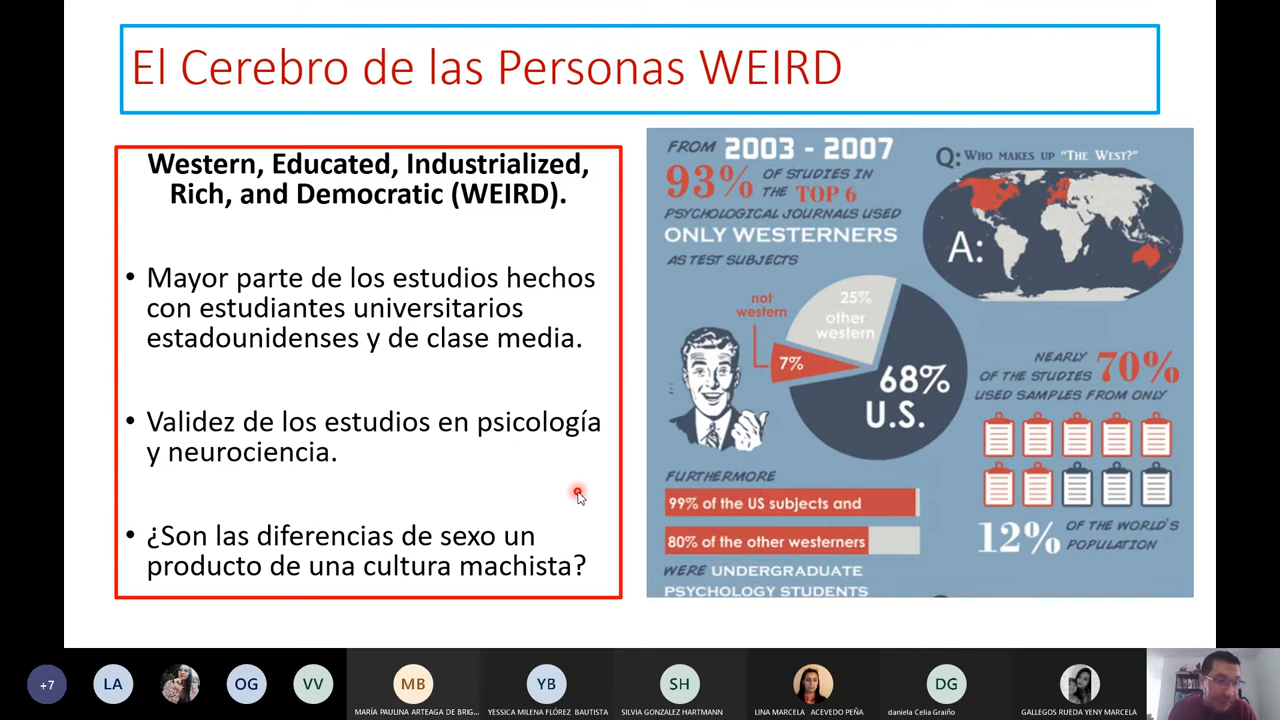 El Cerebro de las Personas WEIRD
Western, Educated, Industrialized,
Rich, and Democratic (WEIRD).
• Mayor parte de los estudios hechos
con estudiantes universitarios
estadounidenses y de clase media.
• Validez de los estudios en psicología
y neurociencia.
• ¿Son las diferencias de sexo un
producto de una cultura machista?
FROM 2003 - 2007
93% OF STUDIES IN
THE TOP 6
PSYCHOLOGICAL JOURNALS USED
ONLY WESTERNERS
AS TEST SUBJECTS
Q: WHO MAKES UP "THE WEST?"
A:
not
western
7%
25%
other
western
68%
U.S.
NEARLY 70%
OF THE STUDIES
USED SAMPLES FROM ONLY
12% OF THE WORLD'S
POPULATION
FURTHERMORE
99% of the US subjects and
80% of the other westerners
WERE UNDERGRADUATE
PSYCHOLOGY STUDENTS
+7
LA
OG
VV
MB
MARÍA PAULINA ARTEAGA DE BRIG...
YB
YESSICA MILENA FLÓREZ BAUTISTA
SH
SILVIA GONZALEZ HARTMANN
LINA MARCELA ACEVEDO PEÑA
DG
daniela Celia Graiño
GALLEGOS RUEDA YENY MARCELA